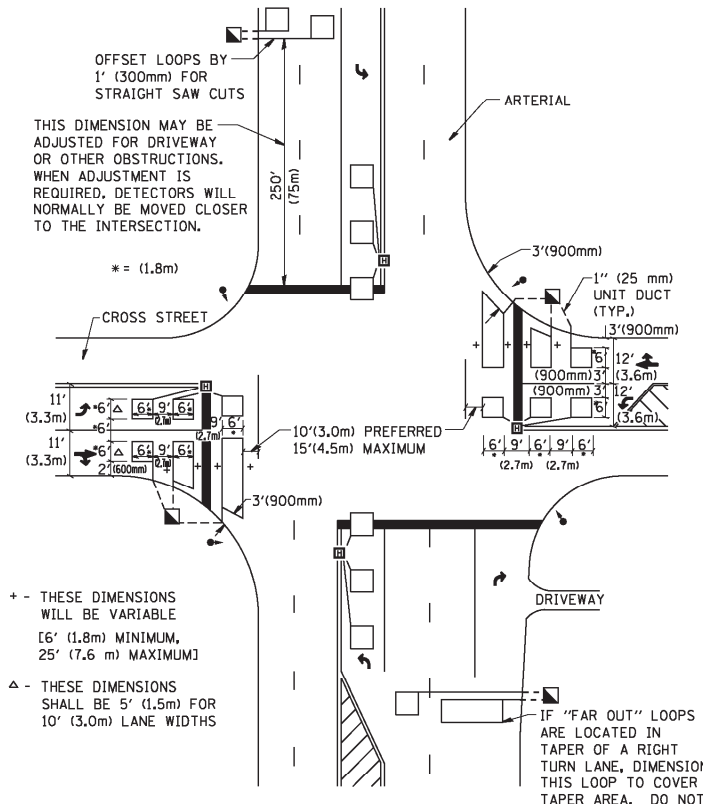 OFFSET LOOPS BY
1' (300mm) FOR
STRAIGHT SAW CUTS
ARTERIAL
THIS DIMENSION MAY BE
ADJUSTED FOR DRIVEWAY
OR OTHER OBSTRUCTIONS.
WHEN ADJUSTMENT IS
REQUIRED, DETECTORS WILL
NORMALLY BE MOVED CLOSER
TO THE INTERSECTION.
250'
(75m)
* = (1.8m)
H
3'(900mm)
1" (25 mm)
UNIT DUCT
(TYP.)
CROSS STREET
3'(900mm)
+ + + +
6'
12'
(3.6m)
(900mm) 3'
(900mm) 3'
12'
6'
(3.6m)
H
6' 9' 6' 9' 6'
* * *
(2.7m) (2.7m)
H
11'
(3.3m)
*6' △ 6'* 9' 6'*
(2.7m)
*6'
9' 6'
(2.7m) *
11'
(3.3m)
*6' △ 6'* 9' 6'*
(2.7m)
2' (600mm)
+ + + +
10'(3.0m) PREFERRED
15'(4.5m) MAXIMUM
3'(900mm)
H
DRIVEWAY
+ - THESE DIMENSIONS
WILL BE VARIABLE
[6' (1.8m) MINIMUM,
25' (7.6 m) MAXIMUM]
△ - THESE DIMENSIONS
SHALL BE 5' (1.5m) FOR
10' (3.0m) LANE WIDTHS
IF "FAR OUT" LOOPS
ARE LOCATED IN
TAPER OF A RIGHT
TURN LANE, DIMENSION
THIS LOOP TO COVER
TAPER AREA. DO NOT